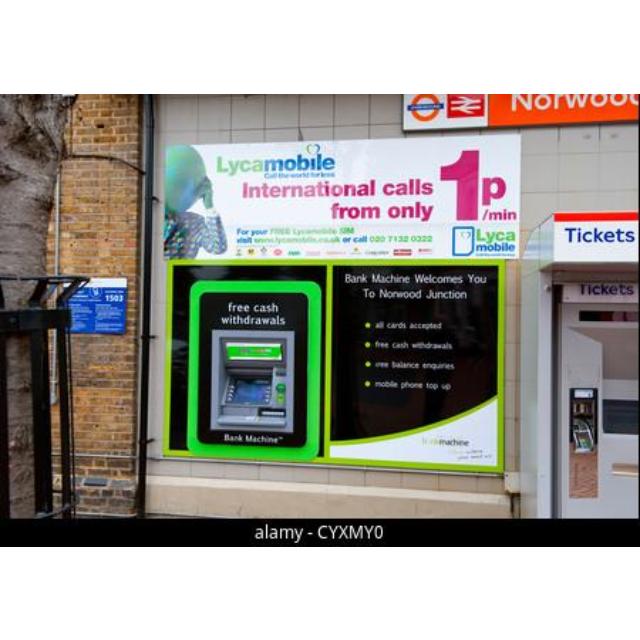 Norwoo
Lycamobile
Call the world for less
International calls
from only
1p
/min
For your FREE Lycamobile SIM
visit www.lycamobile.co.uk or call 020 7132 0322
Lyca
mobile
Tickets
Tickets
1503
free cash
withdrawals
Bank Machine™
Bank Machine Welcomes You
To Norwood Junction
all cards accepted
free cash withdrawals
free balance enquiries
mobile phone top up
bankmachine
alamy - CYXMY0